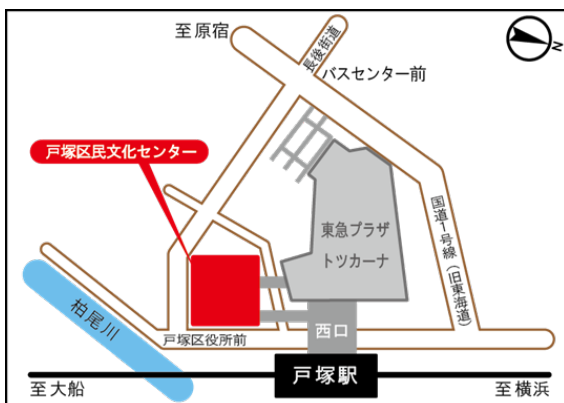 至原宿
長後街道
バスセンター前
N
戸塚区民文化センター
東急プラザ
トツカーナ
国道1号線(旧東海道)
柏尾川
戸塚区役所前
西口
戸塚駅
至大船
至横浜